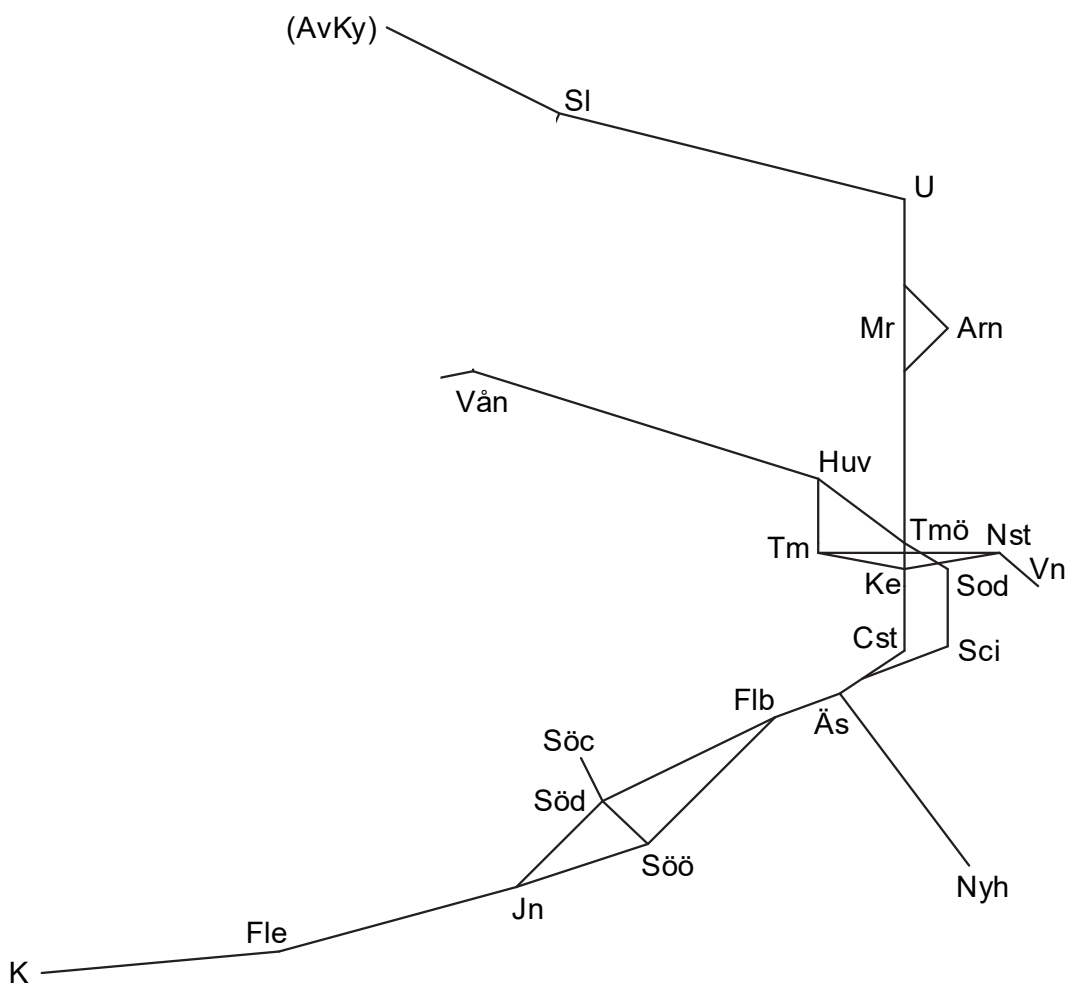 (AvKy)
Sl
U
Mr
Arn
Vån
Huv
Tmö
Nst
Tm
Vn
Ke
Sod
Cst
Sci
Flb
Äs
Söc
Söd
Söö
Nyh
Jn
Fle
K